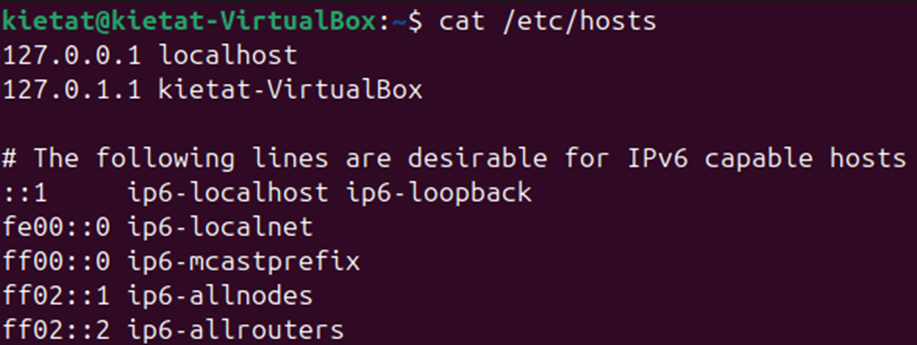 kietat@kietat-VirtualBox:~$ cat /etc/hosts
127.0.0.1 localhost
127.0.1.1 kietat-VirtualBox

# The following lines are desirable for IPv6 capable hosts
::1     ip6-localhost ip6-loopback
fe00::0 ip6-localnet
ff00::0 ip6-mcastprefix
ff02::1 ip6-allnodes
ff02::2 ip6-allrouters